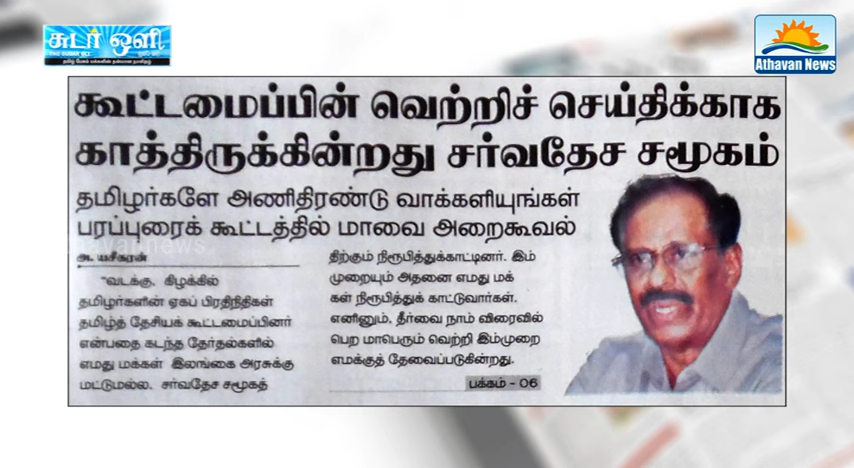 சுடர் ஒளி
Athavan News
கூட்டமைப்பின் வெற்றிச் செய்திக்காக
காத்திருக்கின்றது சர்வதேச சமூகம்
தமிழர்களே அணிதிரண்டு வாக்களியுங்கள்
பரப்புரைக் கூட்டத்தில் மாவை அறைகூவல்
athavannews
அ. யசீகரன்
"வடக்கு, கிழக்கில்
தமிழர்களின் ஏகப் பிரதிநிதிகள்
தமிழ்த் தேசியக் கூட்டமைப்பினர்
என்பதை கடந்த தேர்தல்களில்
எமது மக்கள் இலங்கை அரசுக்கு
மட்டுமல்ல, சர்வதேச சமூகத்
திற்கும் நிரூபித்துக்காட்டினர். இம்
முறையும் அதனை எமது மக்
கள் நிரூபித்துக் காட்டுவார்கள்.
எனினும், தீர்வை நாம் விரைவில்
பெற மாபெரும் வெற்றி இம்முறை
எமக்குத் தேவைப்படுகின்றது.
பக்கம் - 06